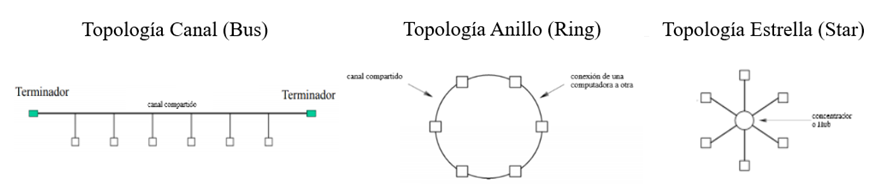 Topología Canal (Bus)
Terminador
canal compartido
Terminador
Topología Anillo (Ring)
canal compartido
conexión de una
computadora a otra
Topología Estrella (Star)
concentrador
o Hub